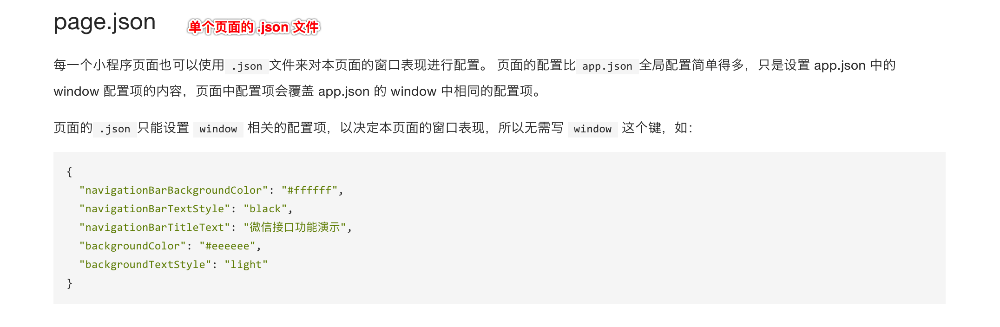 page.json 单个页面的 .json 文件
每一个小程序页面也可以使用 .json 文件来对本页面的窗口表现进行配置。 页面的配置比 app.json 全局配置简单得多，只是设置 app.json 中的
window 配置项的内容，页面中配置项会覆盖 app.json 的 window 中相同的配置项。
页面的 .json 只能设置 window 相关的配置项，以决定本页面的窗口表现，所以无需写 window 这个键，如：
{
  "navigationBarBackgroundColor": "#ffffff",
  "navigationBarTextStyle": "black",
  "navigationBarTitleText": "微信接口功能演示",
  "backgroundColor": "#eeeeee",
  "backgroundTextStyle": "light"
}